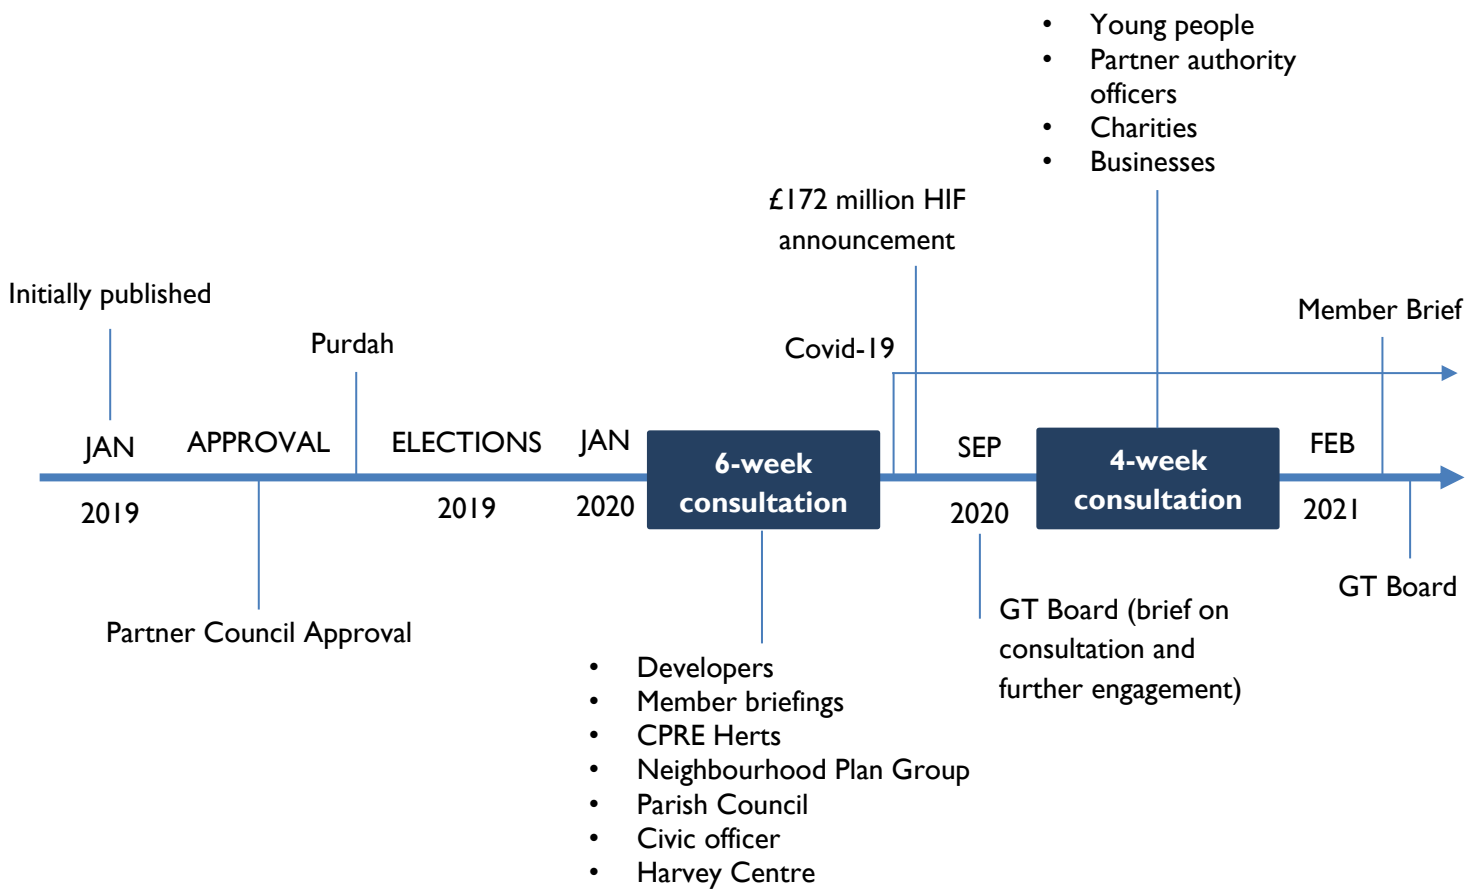 • Young people
• Partner authority
officers
• Charities
• Businesses
£172 million HIF
announcement
Initially published
Member Brief
Purdah
Covid-19
JAN
APPROVAL
ELECTIONS
JAN
6-week
consultation
SEP
4-week
consultation
FEB
2019
2019
2020
2020
2021
GT Board
Partner Council Approval
GT Board (brief on
consultation and
further engagement)
• Developers
• Member briefings
• CPRE Herts
• Neighbourhood Plan Group
• Parish Council
• Civic officer
• Harvey Centre